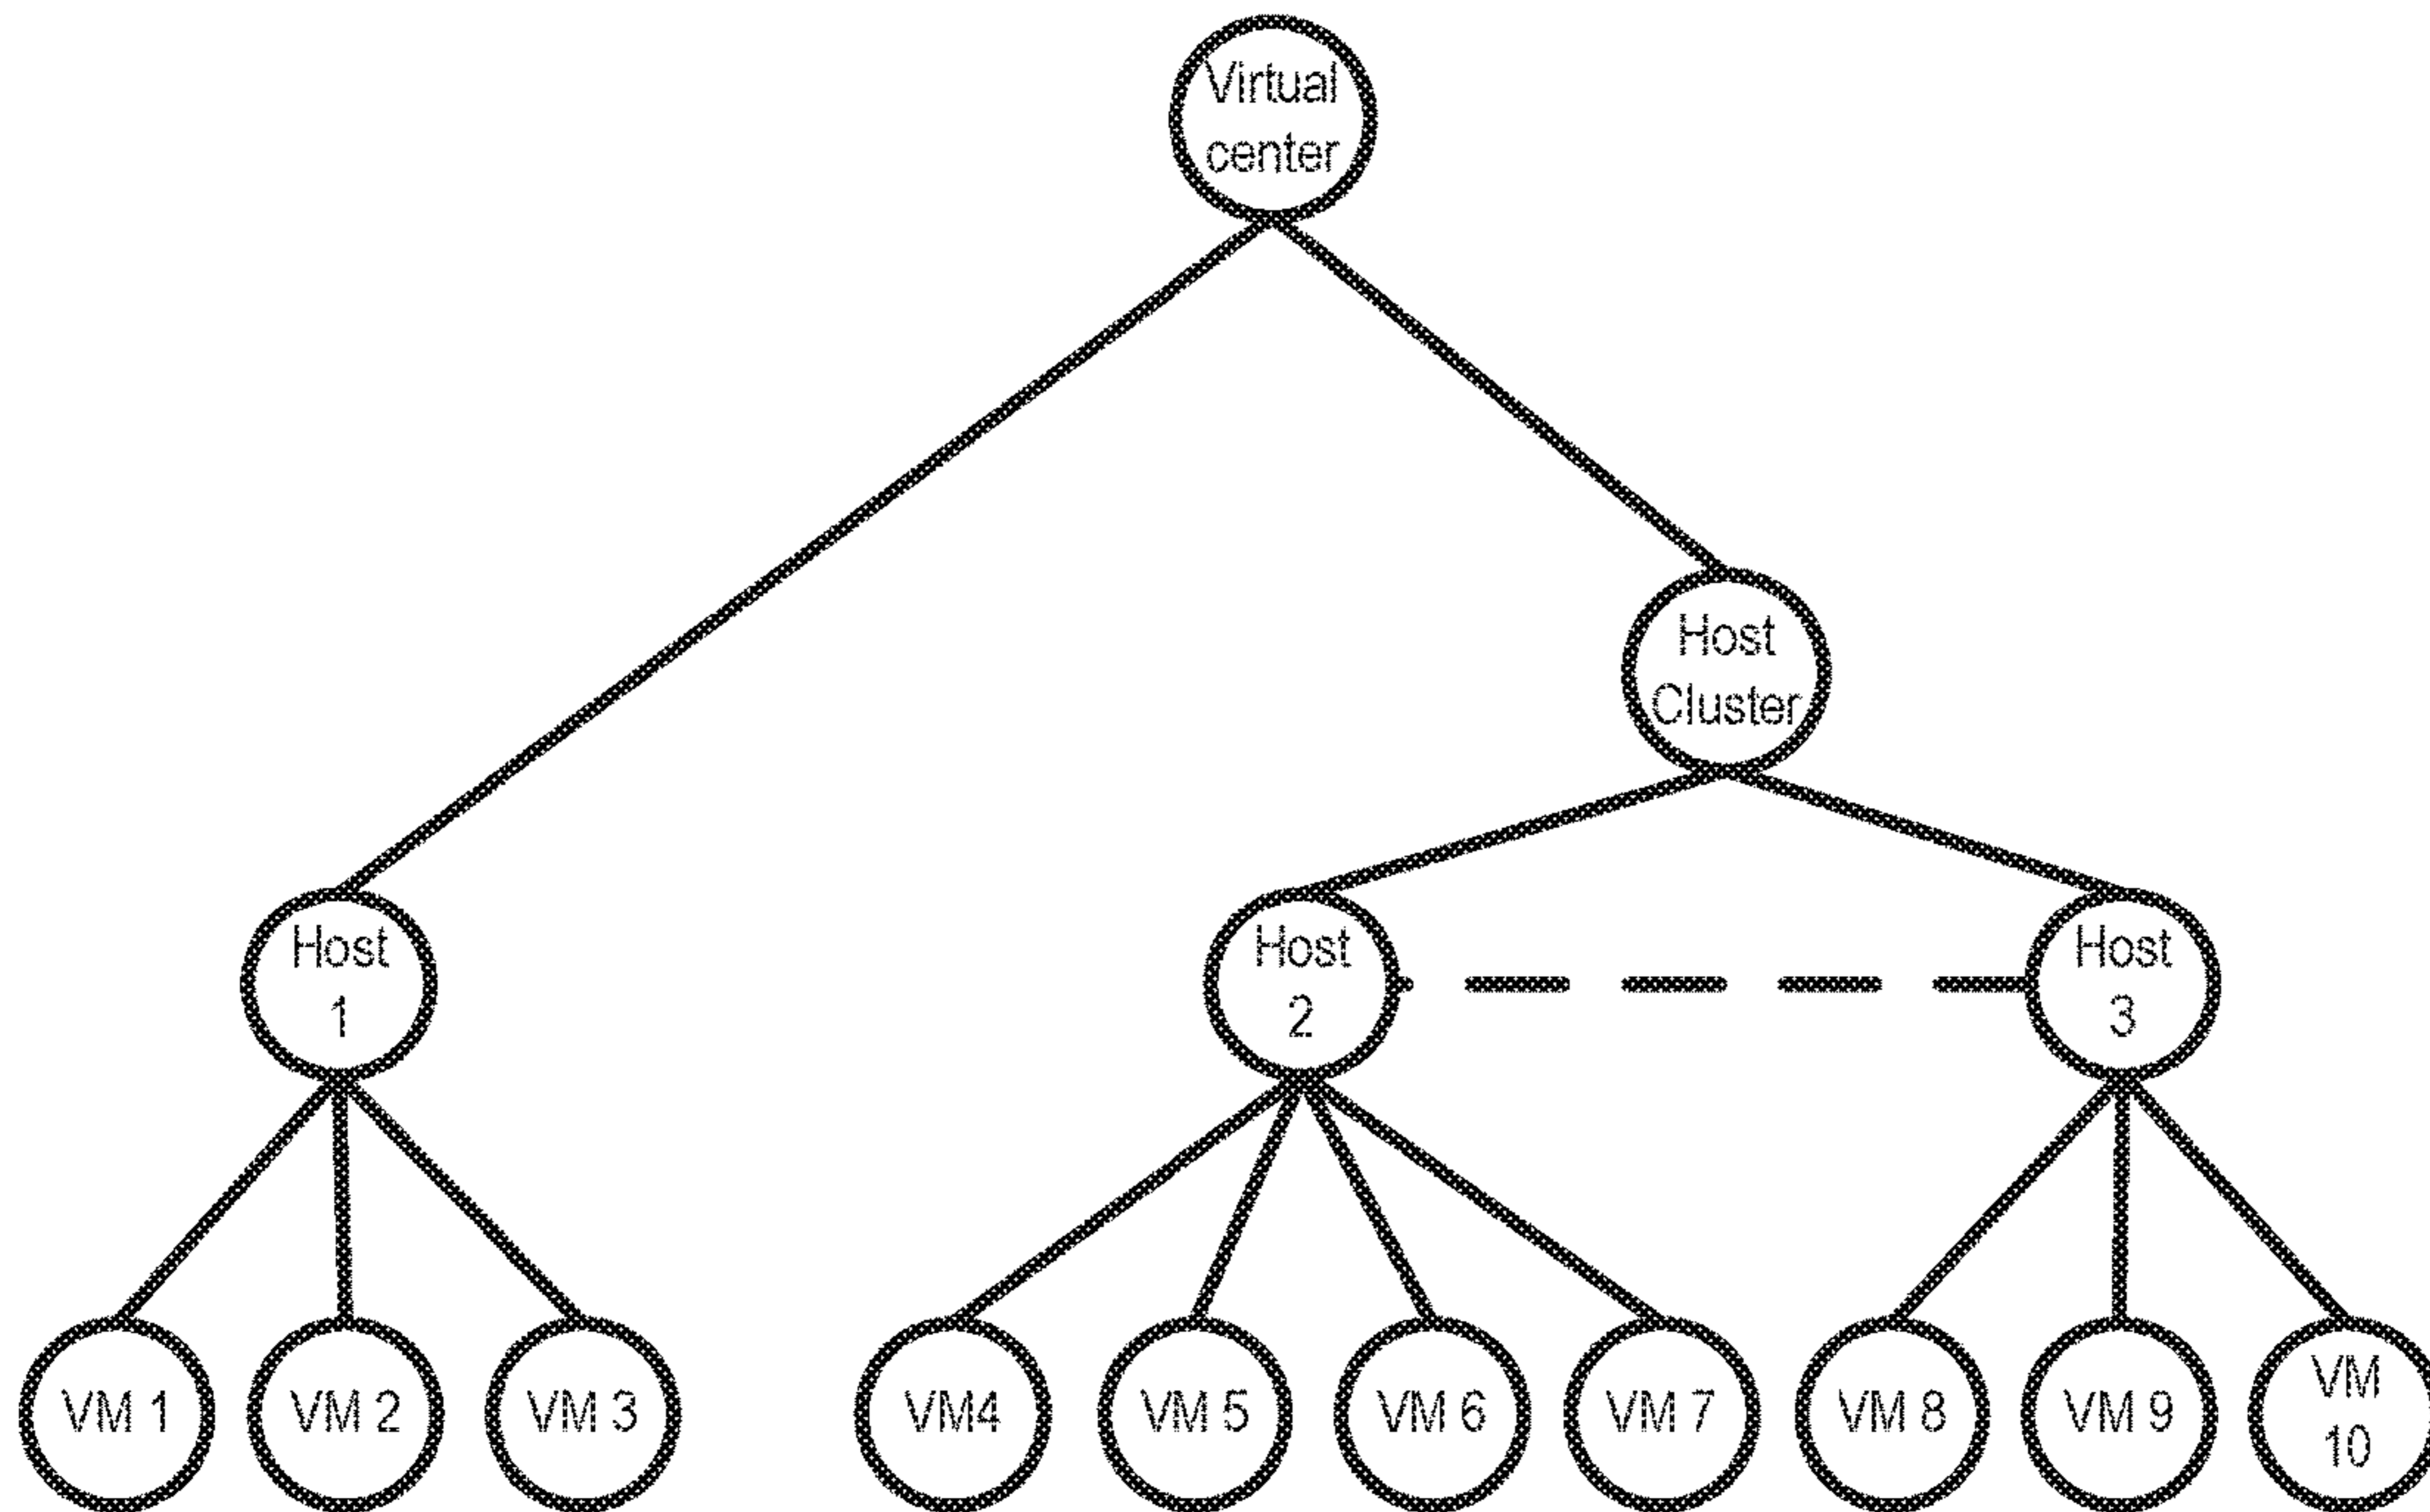 Virtual
center
Host
Cluster
Host
1
Host
2
Host
3
VM 1
VM 2
VM 3
VM4
VM 5
VM 6
VM 7
VM 8
VM 9
VM
10